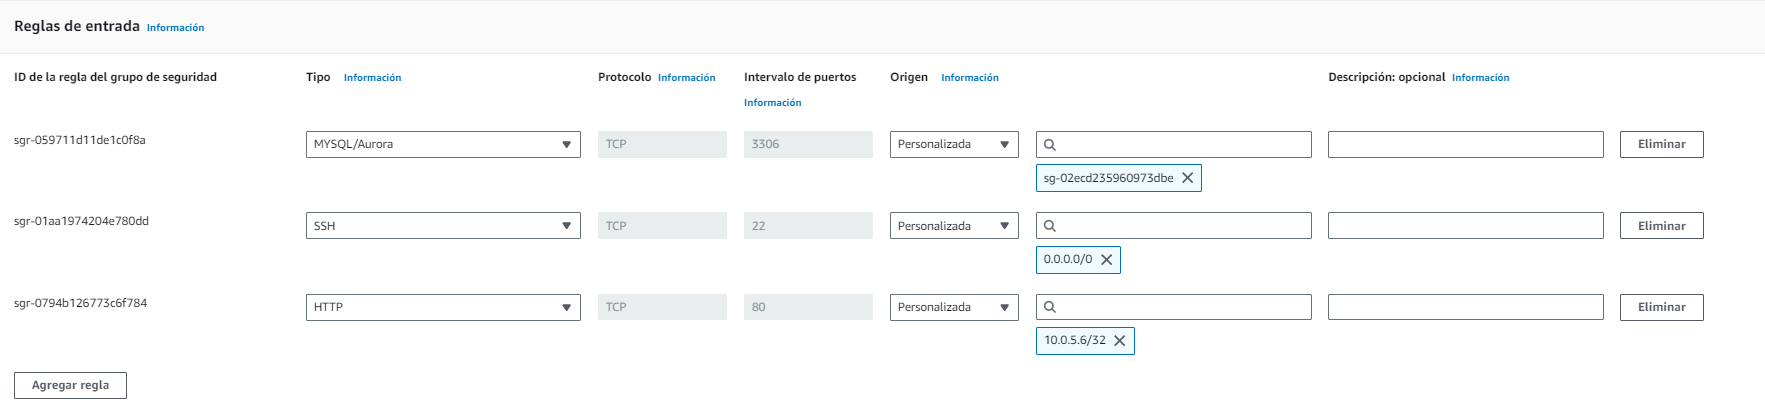 Reglas de entrada Información
ID de la regla del grupo de seguridad Tipo Información Protocolo Información Intervalo de puertos Origen Información Descripción: opcional Información
Información
sgr-059711d11de1c0f8a MYSQL/Aurora TCP 3306 Personalizada Eliminar
sg-02ecd235960973dbe
sgr-01aa1974204e780dd SSH TCP 22 Personalizada Eliminar
0.0.0.0/0
sgr-0794b126773c6f784 HTTP TCP 80 Personalizada Eliminar
10.0.5.6/32
Agregar regla